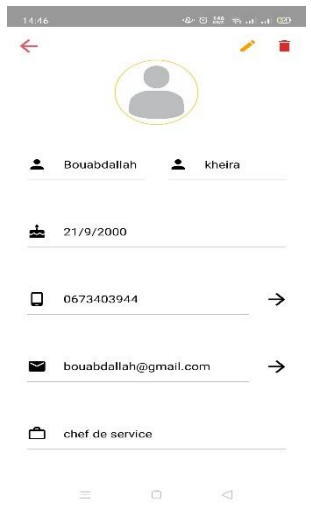 14:46
Bouabdallah kheira
21/9/2000
0673403944
bouabdallah@gmail.com
chef de service